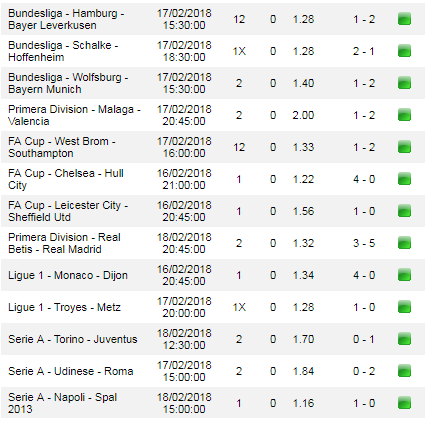 Bundesliga - Hamburg - Bayer Leverkusen 17/02/2018 15:30:00 12 0 1.28 1 - 2
Bundesliga - Schalke - Hoffenheim 17/02/2018 18:30:00 1X 0 1.28 2 - 1
Bundesliga - Wolfsburg - Bayern Munich 17/02/2018 15:30:00 2 0 1.40 1 - 2
Primera Division - Malaga - Valencia 17/02/2018 20:45:00 2 0 2.00 1 - 2
FA Cup - West Brom - Southampton 17/02/2018 16:00:00 12 0 1.33 1 - 2
FA Cup - Chelsea - Hull City 16/02/2018 21:00:00 1 0 1.22 4 - 0
FA Cup - Leicester City - Sheffield Utd 16/02/2018 20:45:00 1 0 1.56 1 - 0
Primera Division - Real Betis - Real Madrid 18/02/2018 20:45:00 2 0 1.32 3 - 5
Ligue 1 - Monaco - Dijon 16/02/2018 20:45:00 1 0 1.34 4 - 0
Ligue 1 - Troyes - Metz 17/02/2018 20:00:00 1X 0 1.28 1 - 0
Serie A - Torino - Juventus 18/02/2018 12:30:00 2 0 1.70 0 - 1
Serie A - Udinese - Roma 17/02/2018 15:00:00 2 0 1.84 0 - 2
Serie A - Napoli - Spal 2013 18/02/2018 15:00:00 1 0 1.16 1 - 0